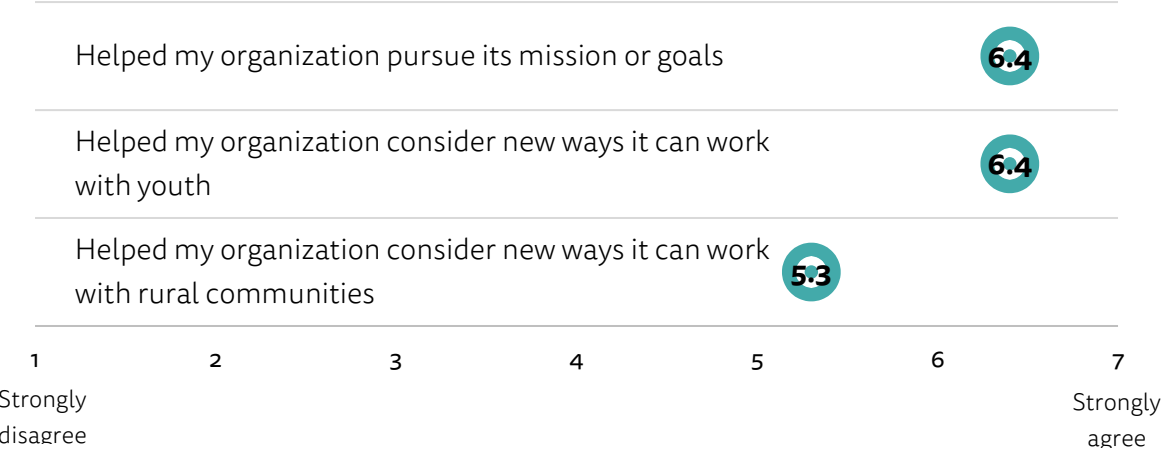 Helped my organization pursue its mission or goals
6.4
Helped my organization consider new ways it can work
with youth
6.4
Helped my organization consider new ways it can work
with rural communities
5.3
1 2 3 4 5 6 7
Strongly
disagree
Strongly
agree